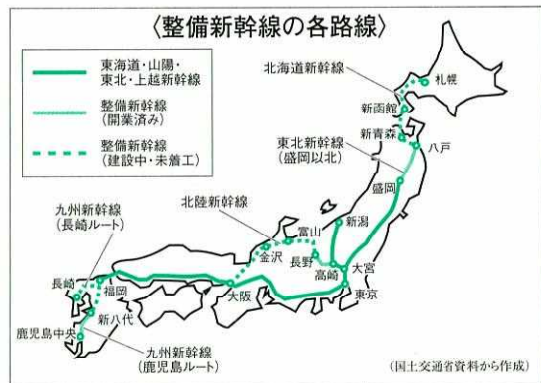 〈整備新幹線の各路線〉
東海道・山陽・
東北・上越新幹線
整備新幹線
(開業済み)
整備新幹線
(建設中・未着工)
北海道新幹線
札幌
新函館
新青森
八戸
東北新幹線
(盛岡以北)
盛岡
九州新幹線
(長崎ルート)
北陸新幹線
新潟
富山
金沢
長野
高崎
大宮
東京
大阪
長崎
福岡
新八代
鹿児島中央
九州新幹線
(鹿児島ルート)
(国土交通省資料から作成)